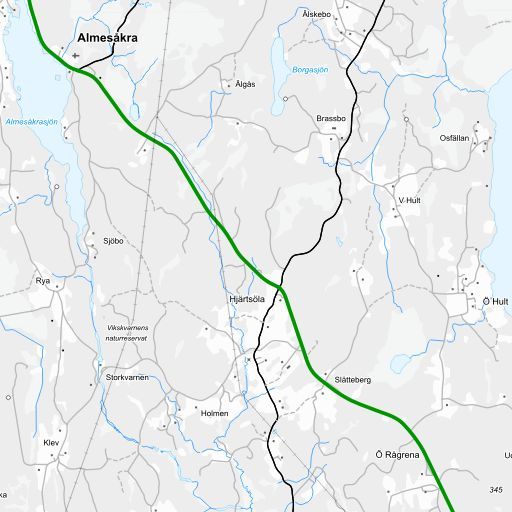 Älskebo
Almesåkra
Borgasjön
Älgås
Almesåkrasjön
Brassbo
Osfällan
V Hult
Sjöbo
Rya
Hjärtsöla
Ö Hult
Vikskvarnens
naturreservat
Storkvarnen
Slätteberg
Holmen
Klev
Ö Rågrena
345